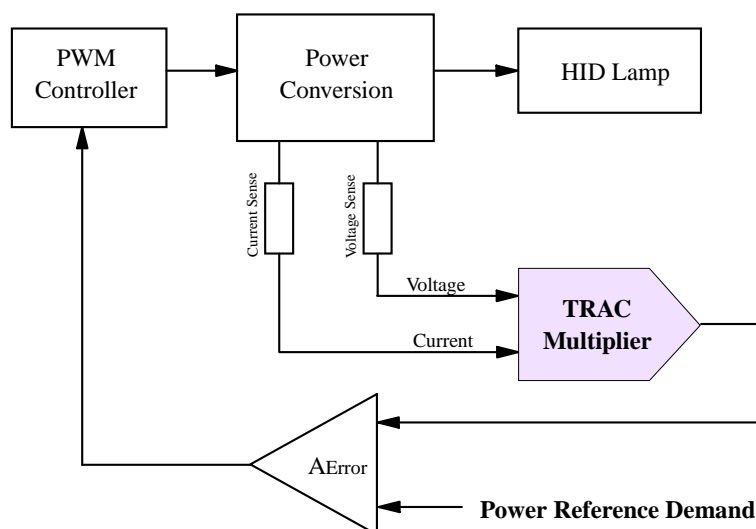 PWM
Controller
Power
Conversion
HID Lamp
Current Sense
Voltage Sense
Voltage
Current
TRAC
Multiplier
AError
Power Reference Demand